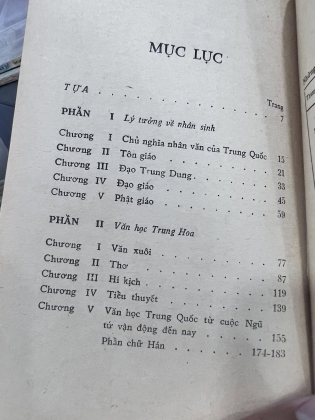 MỤC LỤC
Trang
TỰA . . . . . . . . . . 7
PHẦN I Lý tưởng về nhân sinh
Chương I Chủ nghĩa nhân văn của Trung Quốc 15
Chương II Tôn giáo . . . . . . . 21
Chương III Đạo Trung Dung . . . . . . 33
Chương IV Đạo giáo . . . . . . . 45
Chương V Phật giáo . . . . . . . 59
PHẦN II Văn học Trung Hoa
Chương I Văn xuôi . . . . . . . 77
Chương II Thơ . . . . . . . . 87
Chương III Hí kịch . . . . . . . 119
Chương IV Tiểu thuyết . . . . . . 139
Chương V Văn học Trung Quốc từ cuộc Ngũ
tứ vận động đến nay . . . . 155
Phần chữ Hán . . . . . 174-183